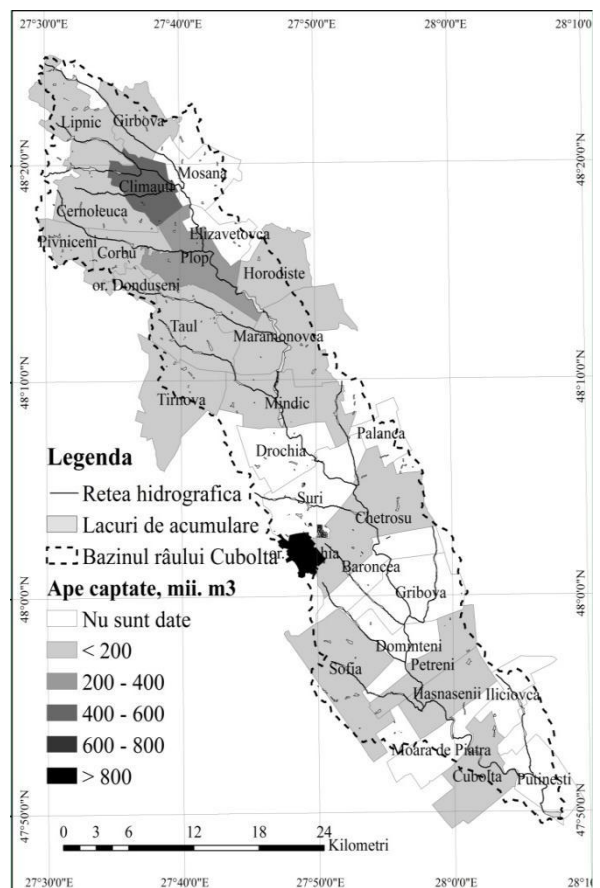 27°30'0"E 27°40'0"E 27°50'0"E 28°0'0"E 28°10'
48°20'0"N
48°20'0"N
Lipnic
Girbova
Mosana
Climauti
Cernoleuca
Elizavetovca
Pivniceni
Corbu
Plop
Horodiste
or. Donduseni
Taul
Maramonovca
48°10'0"N
48°10'0"N
Tirnova
Mindic
Drochia
Palanca
Suri
Chetrosu
Baroncea
48°0'0"N
48°0'0"N
Gribova
Dominteni
Petreni
Sofia
Hasnasenii
Iliciovca
Moara de Piatra
Cubolta
Putinesti
47°50'0"N
47°50'0"N
Legenda
Retea hidrografica
Lacuri de acumulare
Bazinul râului Cubolta
Ape captate, mii. m3
Nu sunt date
< 200
200 - 400
400 - 600
600 - 800
> 800
0 3 6 12 18 24
Kilometri
27°30'0"E 27°40'0"E 27°50'0"E 28°0'0"E 28°10